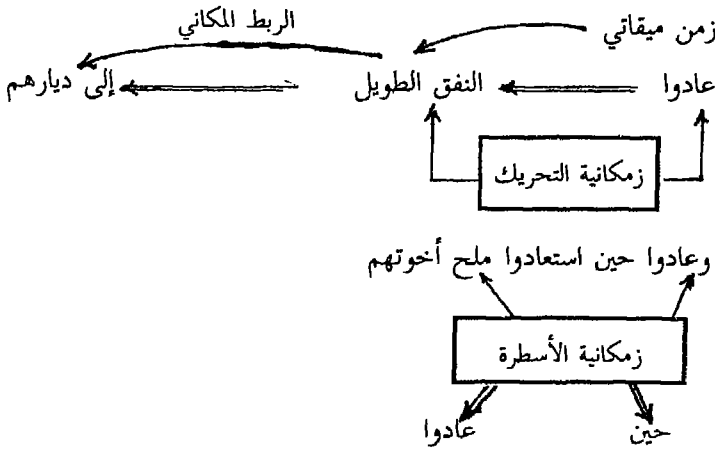 زمن ميقاتي
الربط المكاني
عادوا النفق الطويل إلى ديارهم
زمكانية التحريك
وعادوا حين استعادوا ملح أخوتهم
زمكانية الأسطرة
حين عادوا